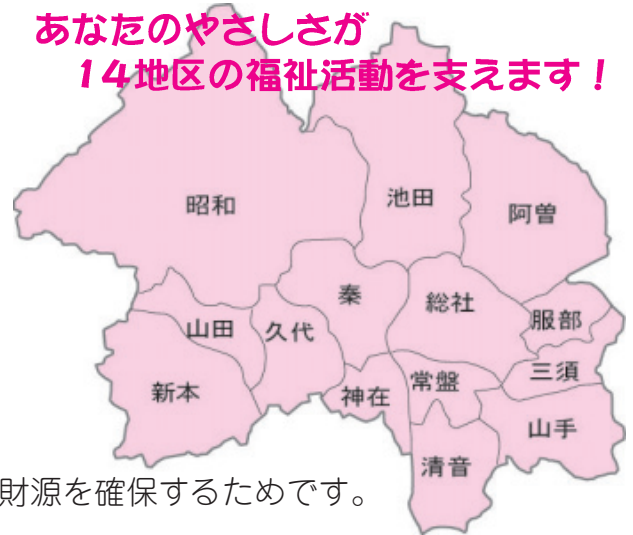 あなたのやさしさが
14地区の福祉活動を支えます!
昭和
池田
阿曽
秦
総社
服部
山田
久代
三須
新本
神在
常盤
山手
清音
財源を確保するためです。